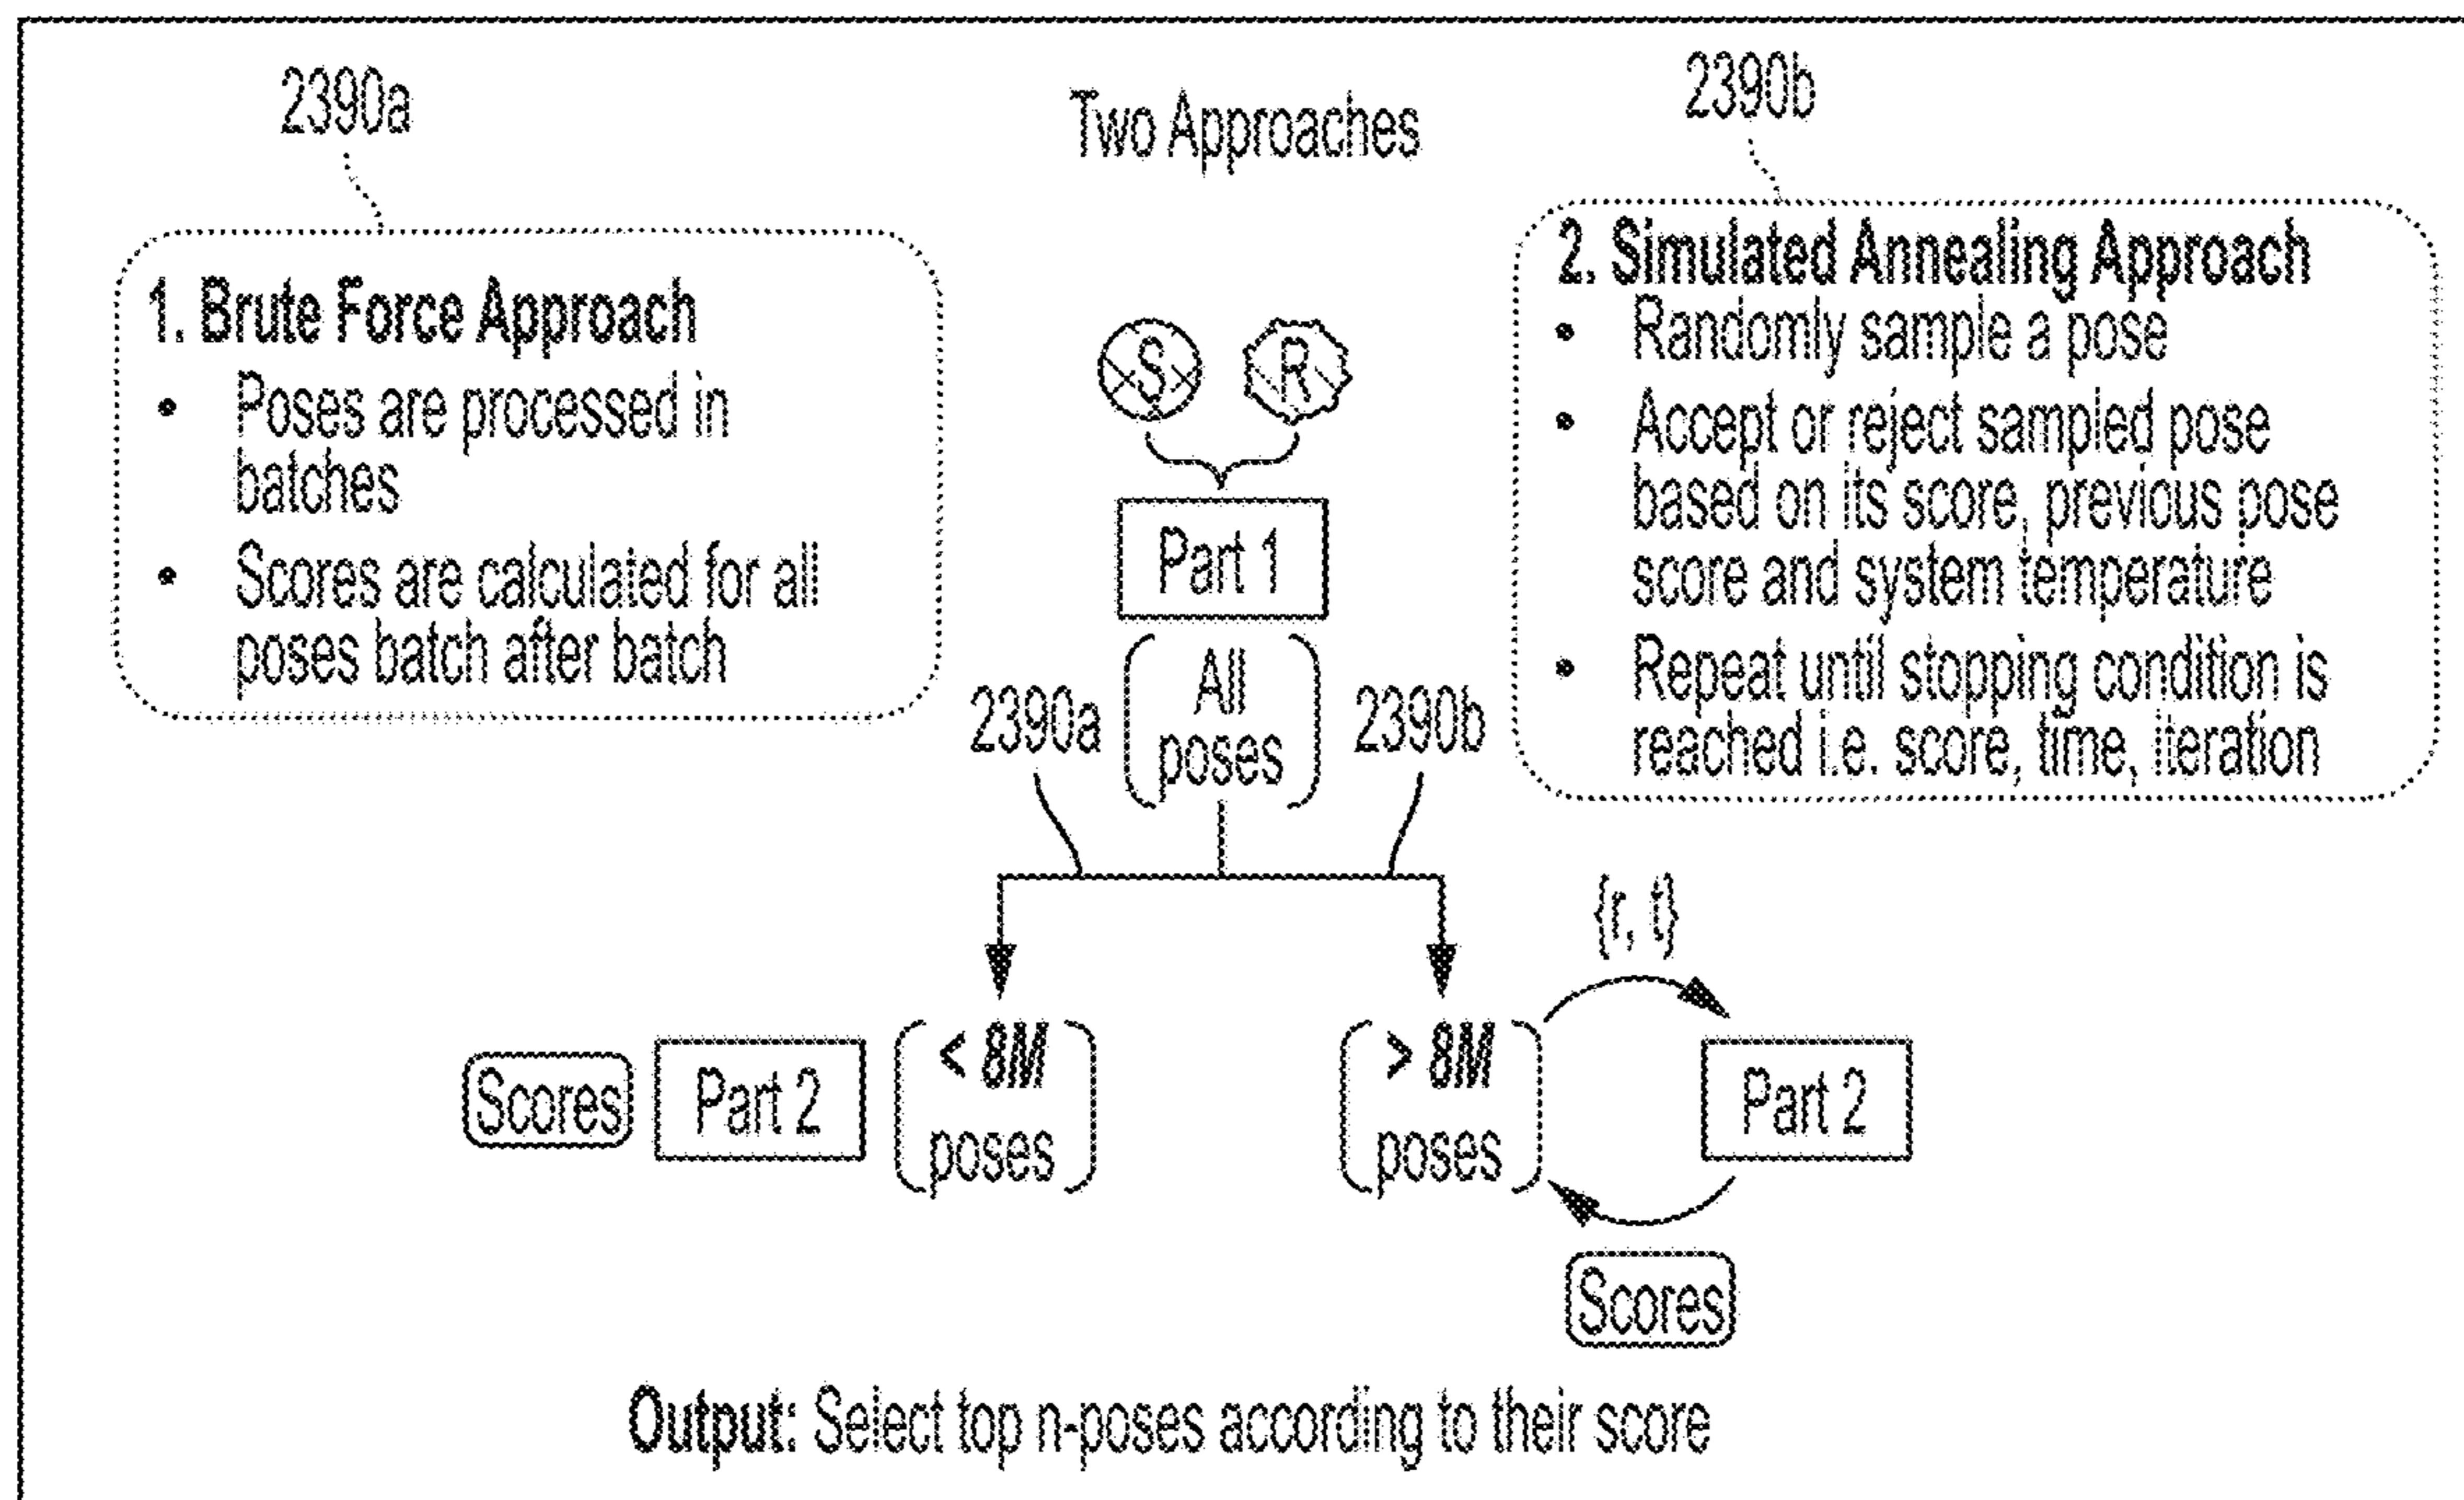 2390a
Two Approaches
2390b
1. Brute Force Approach
• Poses are processed in
batches
• Scores are calculated for all
poses batch after batch
2. Simulated Annealing Approach
• Randomly sample a pose
• Accept or reject sampled pose
based on its score, previous pose
score and system temperature
• Repeat until stopping condition is
reached i.e. score, time, iteration
S
R
Part 1
All
poses
2390a
2390b
{r, t}
Scores
Part 2
< 8M
poses
> 8M
poses
Part 2
Scores
Output: Select top n-poses according to their score